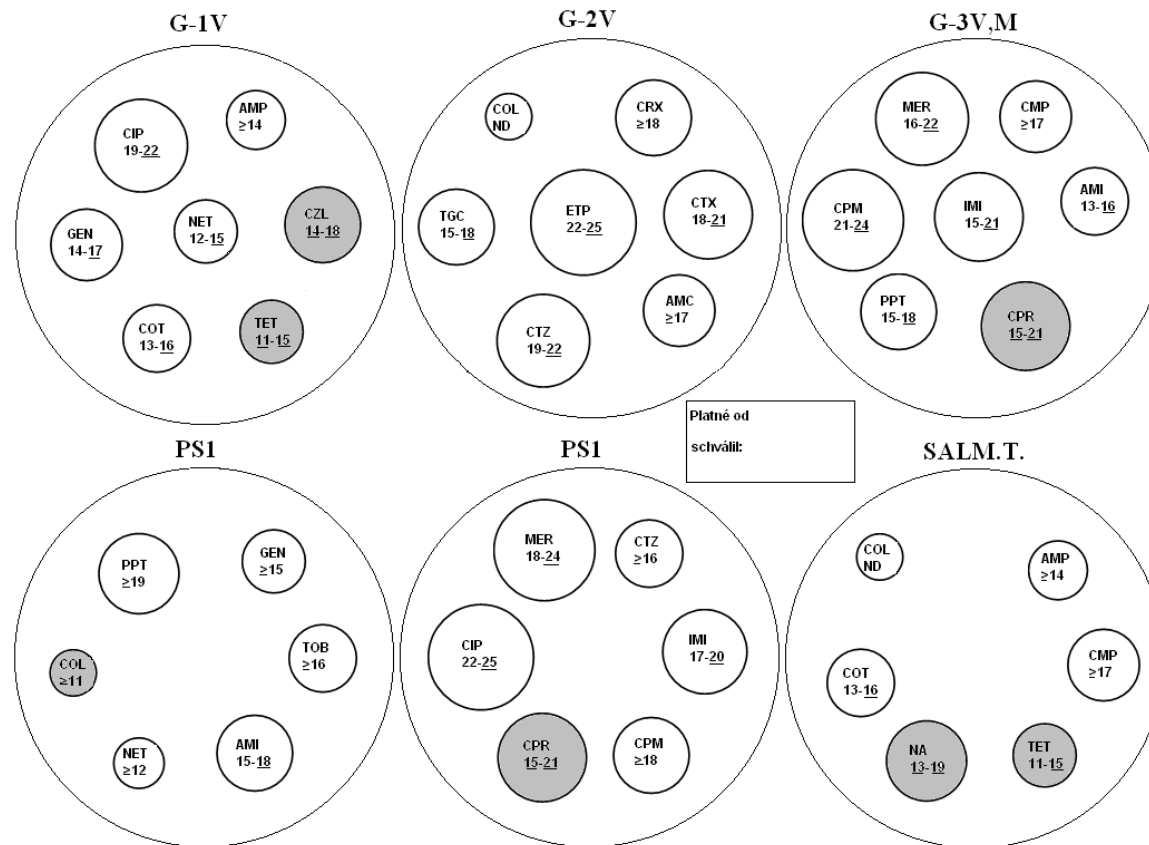 G-1V
G-2V
G-3V,M
AMP
≥14
CIP
19-22
CZL
14-18
NET
12-15
GEN
14-17
COT
13-16
TET
11-15
COL
ND
CRX
≥18
TGC
15-18
ETP
22-25
CTX
18-21
CTZ
19-22
AMC
≥17
MER
16-22
CMP
≥17
CPM
21-24
IMI
15-21
AMI
13-16
PPT
15-18
CPR
15-21
Platné od
schválil:
PS1
PS1
SALM.T.
PPT
≥19
GEN
≥15
COL
≥11
TOB
≥16
NET
≥12
AMI
15-18
MER
18-24
CTZ
≥16
CIP
22-25
IMI
17-20
CPR
15-21
CPM
≥18
COL
ND
AMP
≥14
COT
13-16
CMP
≥17
NA
13-19
TET
11-15